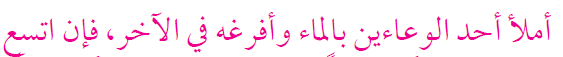 أملأ أحد الوعاءين بالماء وأفرغه في الآخر، فإن اتسع